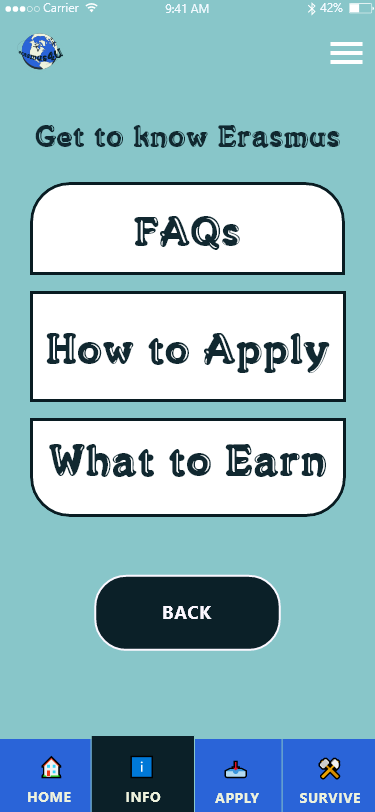 Carrier
9:41 AM
42%
Erasmus4U
Get to know Erasmus
FAQs
How to Apply
What to Earn
BACK
HOME
INFO
APPLY
SURVIVE